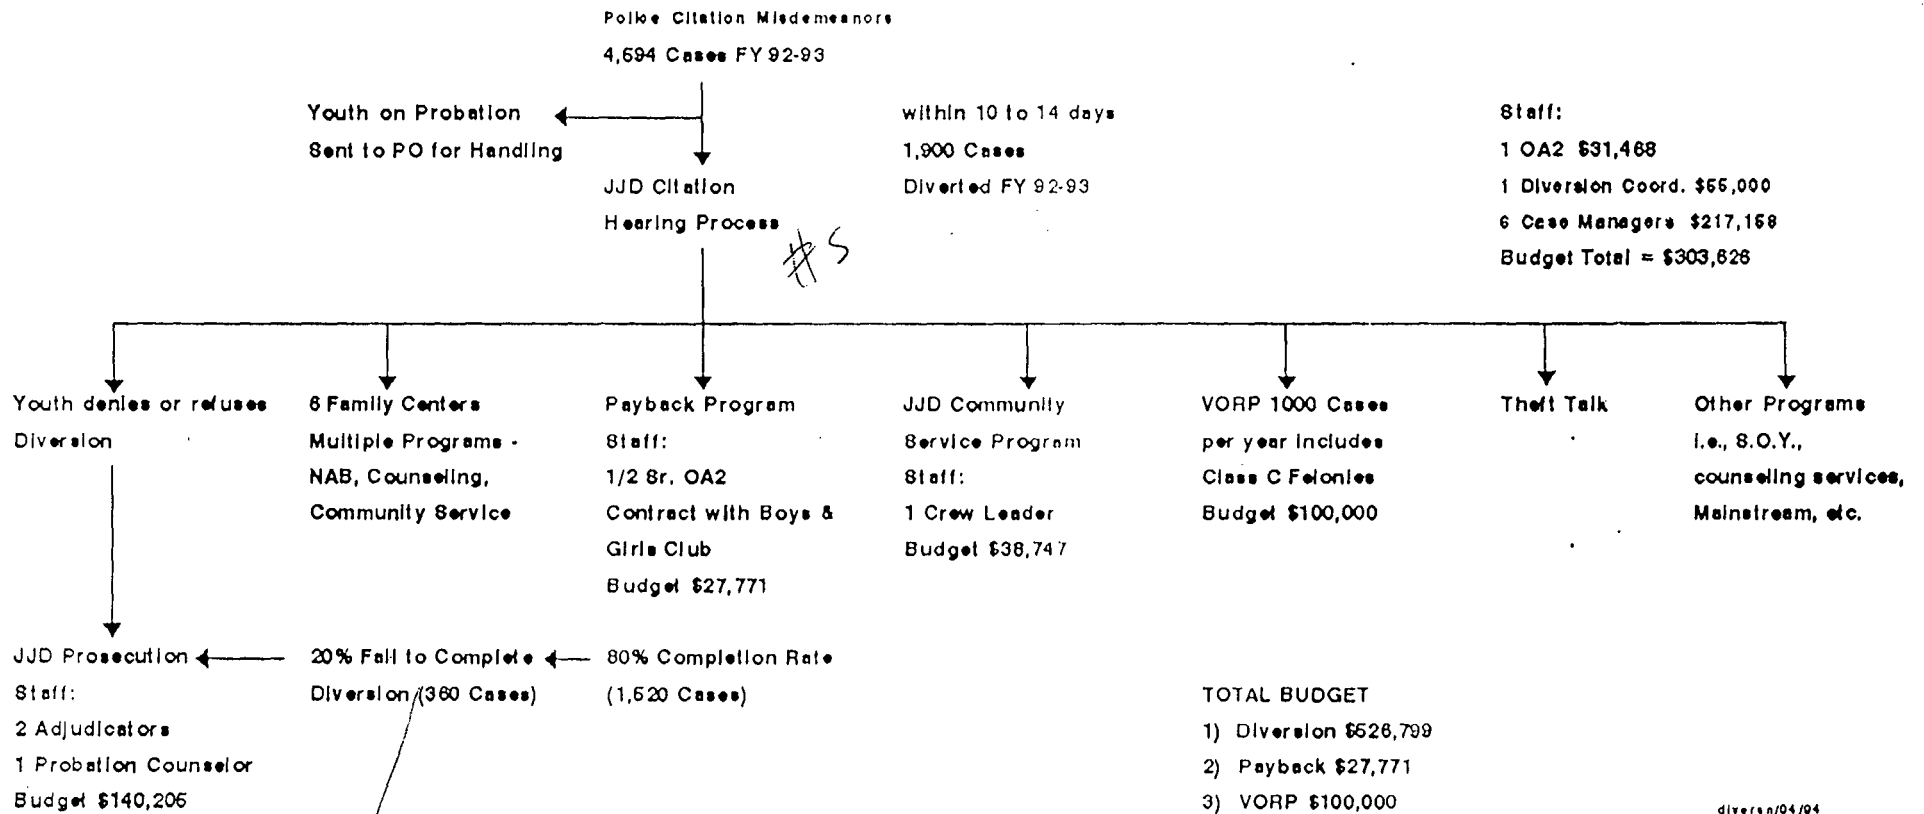 Police Citation Misdemeanors
4,694 Cases FY 92-93
Youth on Probation
Sent to PO for Handling
within 10 to 14 days
1,900 Cases
Diverted FY 92-93
Staff:
1 OA2 $31,468
1 Diversion Coord. $55,000
6 Case Managers $217,158
Budget Total = $303,626
JJD Citation
Hearing Process
#5
Youth denies or refuses
Diversion
6 Family Centers
Multiple Programs -
NAB, Counseling,
Community Service
Payback Program
Staff:
1/2 Sr. OA2
Contract with Boys &
Girls Club
Budget $27,771
JJD Community
Service Program
Staff:
1 Crew Leader
Budget $38,747
VORP 1000 Cases
per year includes
Class C Felonies
Budget $100,000
Theft Talk
Other Programs
i.e., S.O.Y.,
counseling services,
Mainstream, etc.
JJD Prosecution
Staff:
2 Adjudicators
1 Probation Counselor
Budget $140,205
20% Fail to Complete
Diversion (360 Cases)
80% Completion Rate
(1,520 Cases)
TOTAL BUDGET
1) Diversion $526,799
2) Payback $27,771
3) VORP $100,000
diversn/04/94